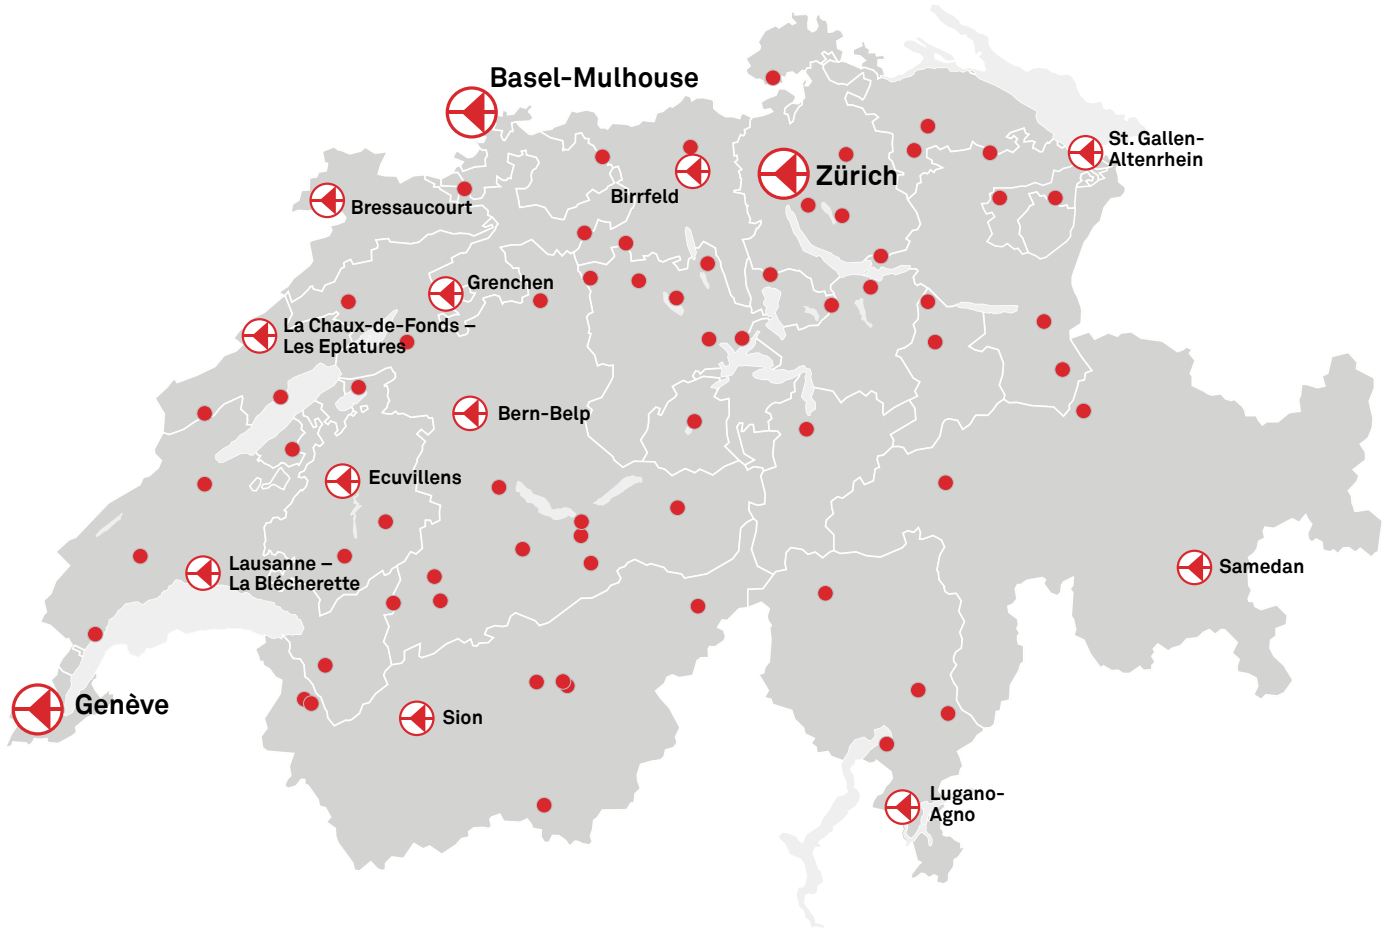 Basel-Mulhouse
St. Gallen-
Altenrhein
Zürich
Birrfeld
Bressaucourt
Grenchen
La Chaux-de-Fonds –
Les Eplatures
Bern-Belp
Ecuvillens
Lausanne –
La Blécherette
Samedan
Genève
Sion
Lugano-
Agno